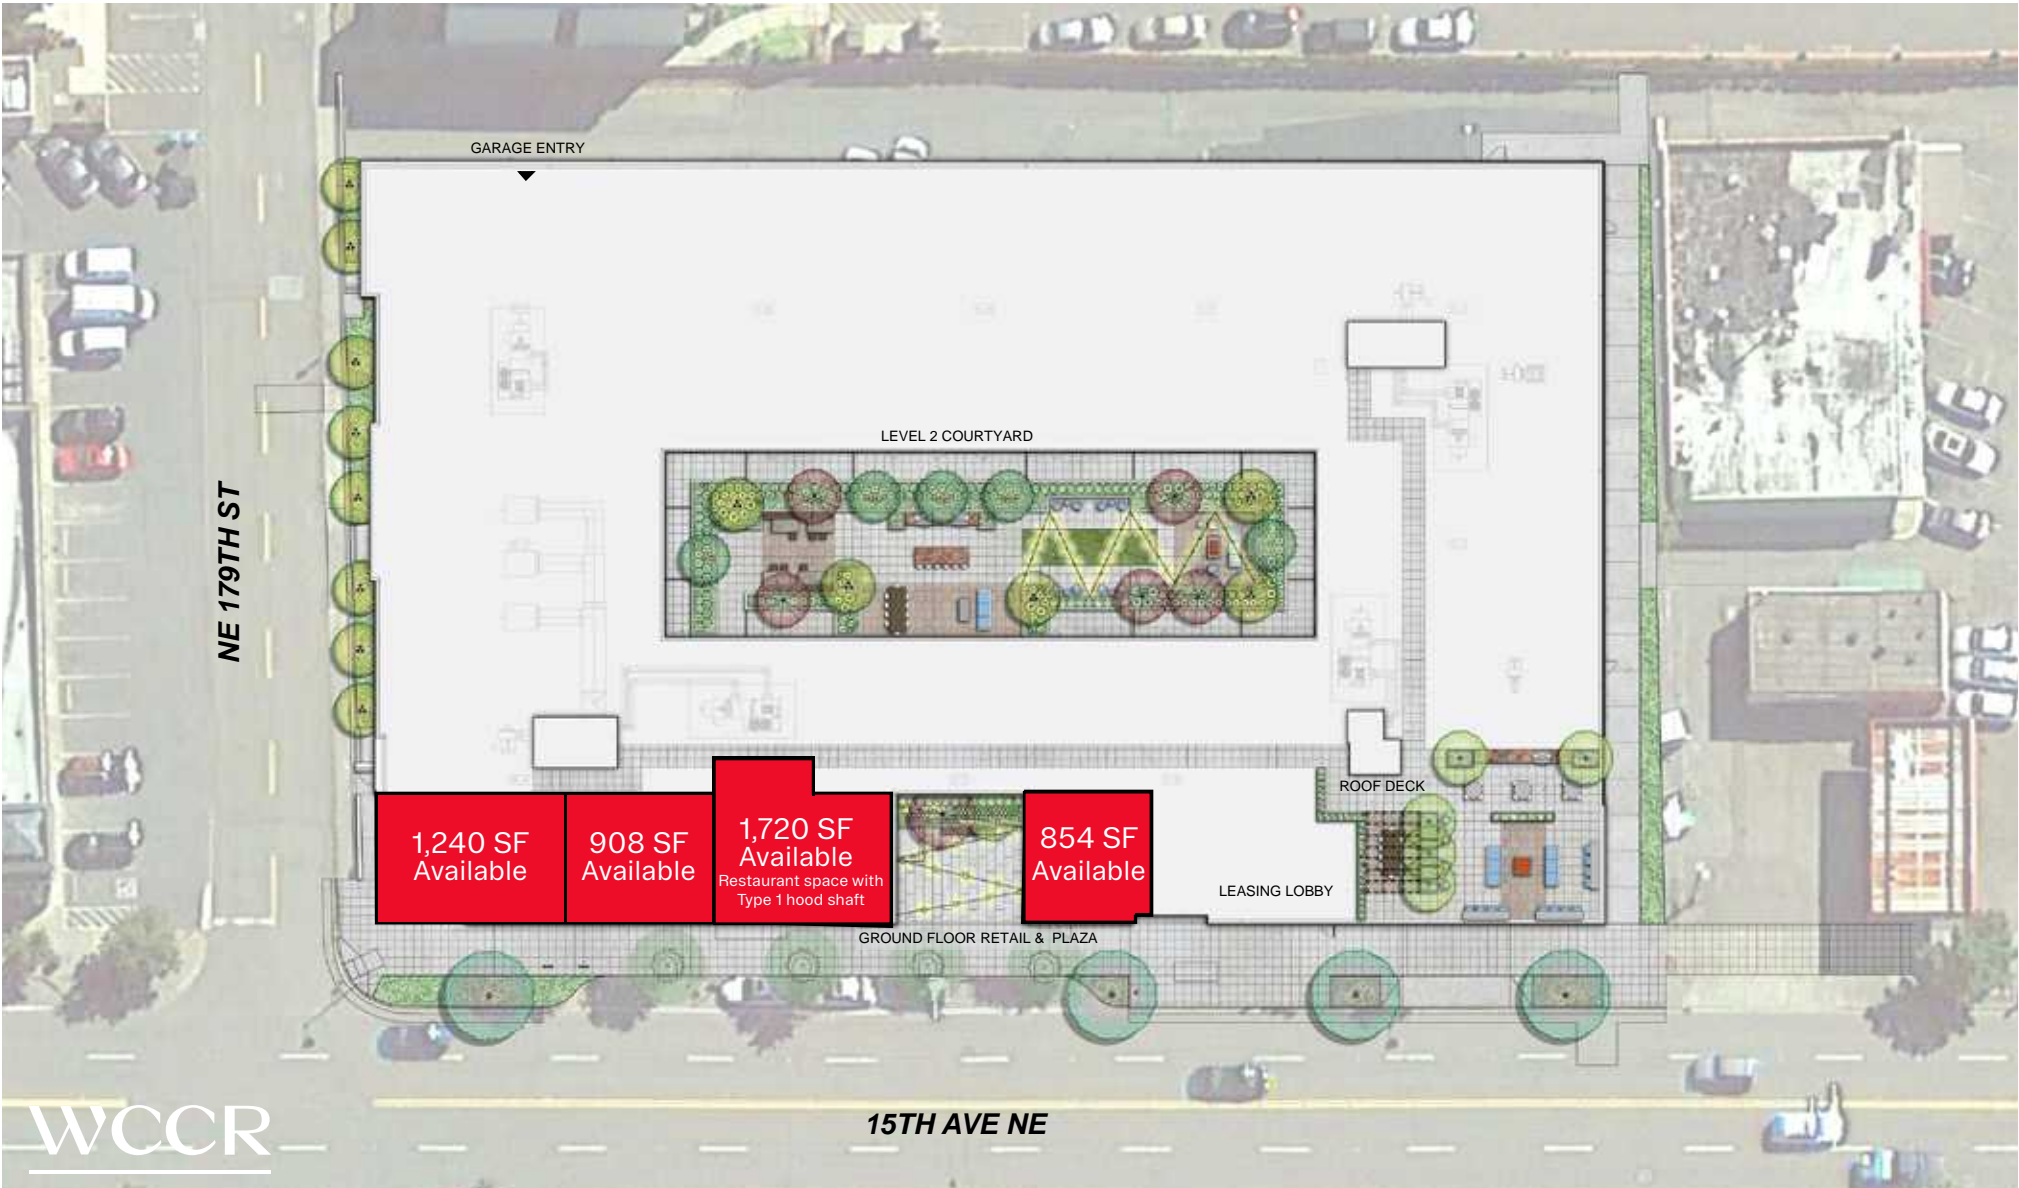 GARAGE ENTRY
LEVEL 2 COURTYARD
NE 179TH ST
ROOF DECK
1,240 SF
Available
908 SF
Available
1,720 SF
Available
Restaurant space with
Type 1 hood shaft
854 SF
Available
LEASING LOBBY
GROUND FLOOR RETAIL & PLAZA
15TH AVE NE
WCCR